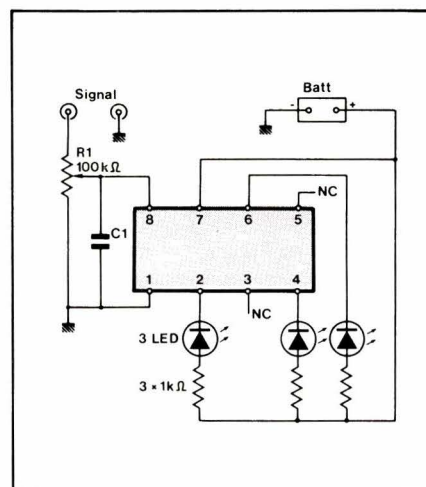 Signal
Batt
- +
R1
100kΩ
C1
8 7 6 5
NC
1 2 3 4
NC
3 LED
3 × 1kΩ